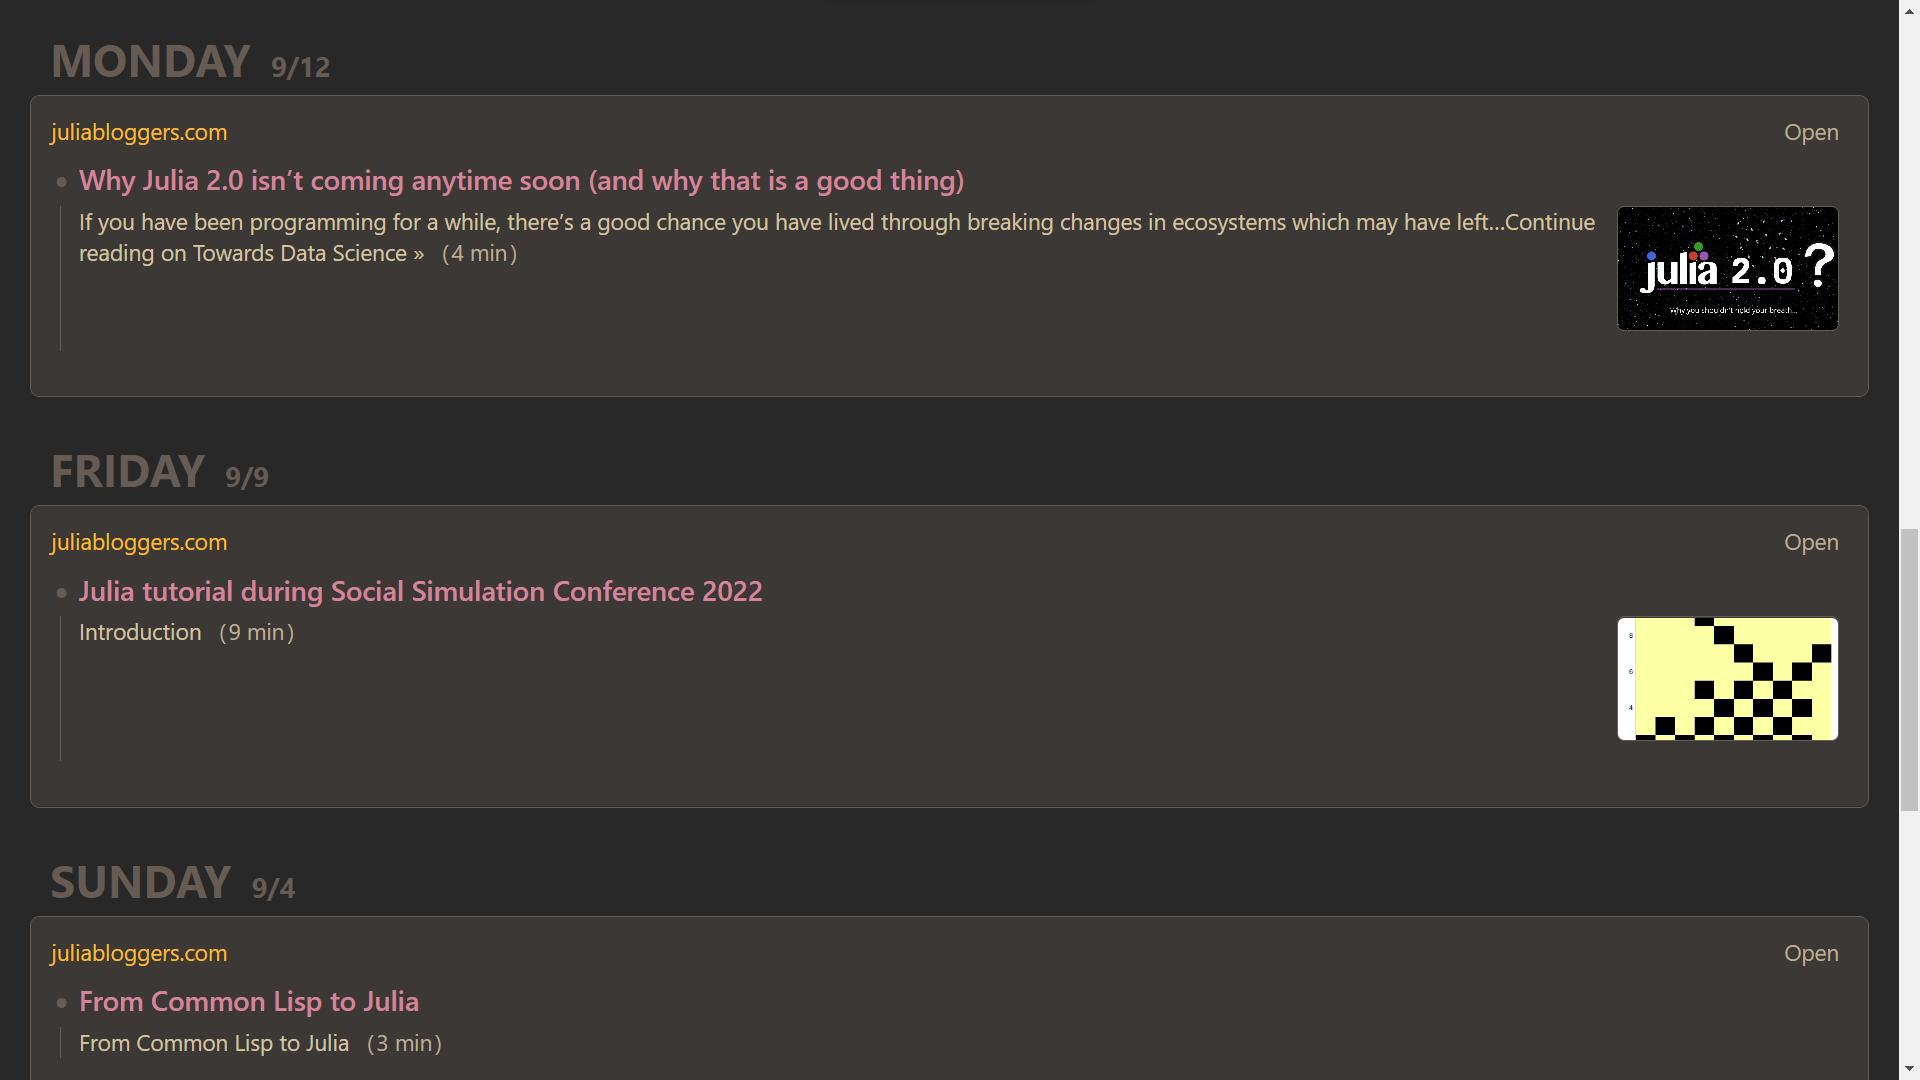 MONDAY 9/12
juliabloggers.com Open
Why Julia 2.0 isn’t coming anytime soon (and why that is a good thing)
If you have been programming for a while, there’s a good chance you have lived through breaking changes in ecosystems which may have left…Continue
reading on Towards Data Science » (4 min)
julia 2.0 ?
Why you shouldn't hold your breath...
FRIDAY 9/9
juliabloggers.com Open
Julia tutorial during Social Simulation Conference 2022
Introduction (9 min)
8
6
4
SUNDAY 9/4
juliabloggers.com Open
From Common Lisp to Julia
From Common Lisp to Julia (3 min)